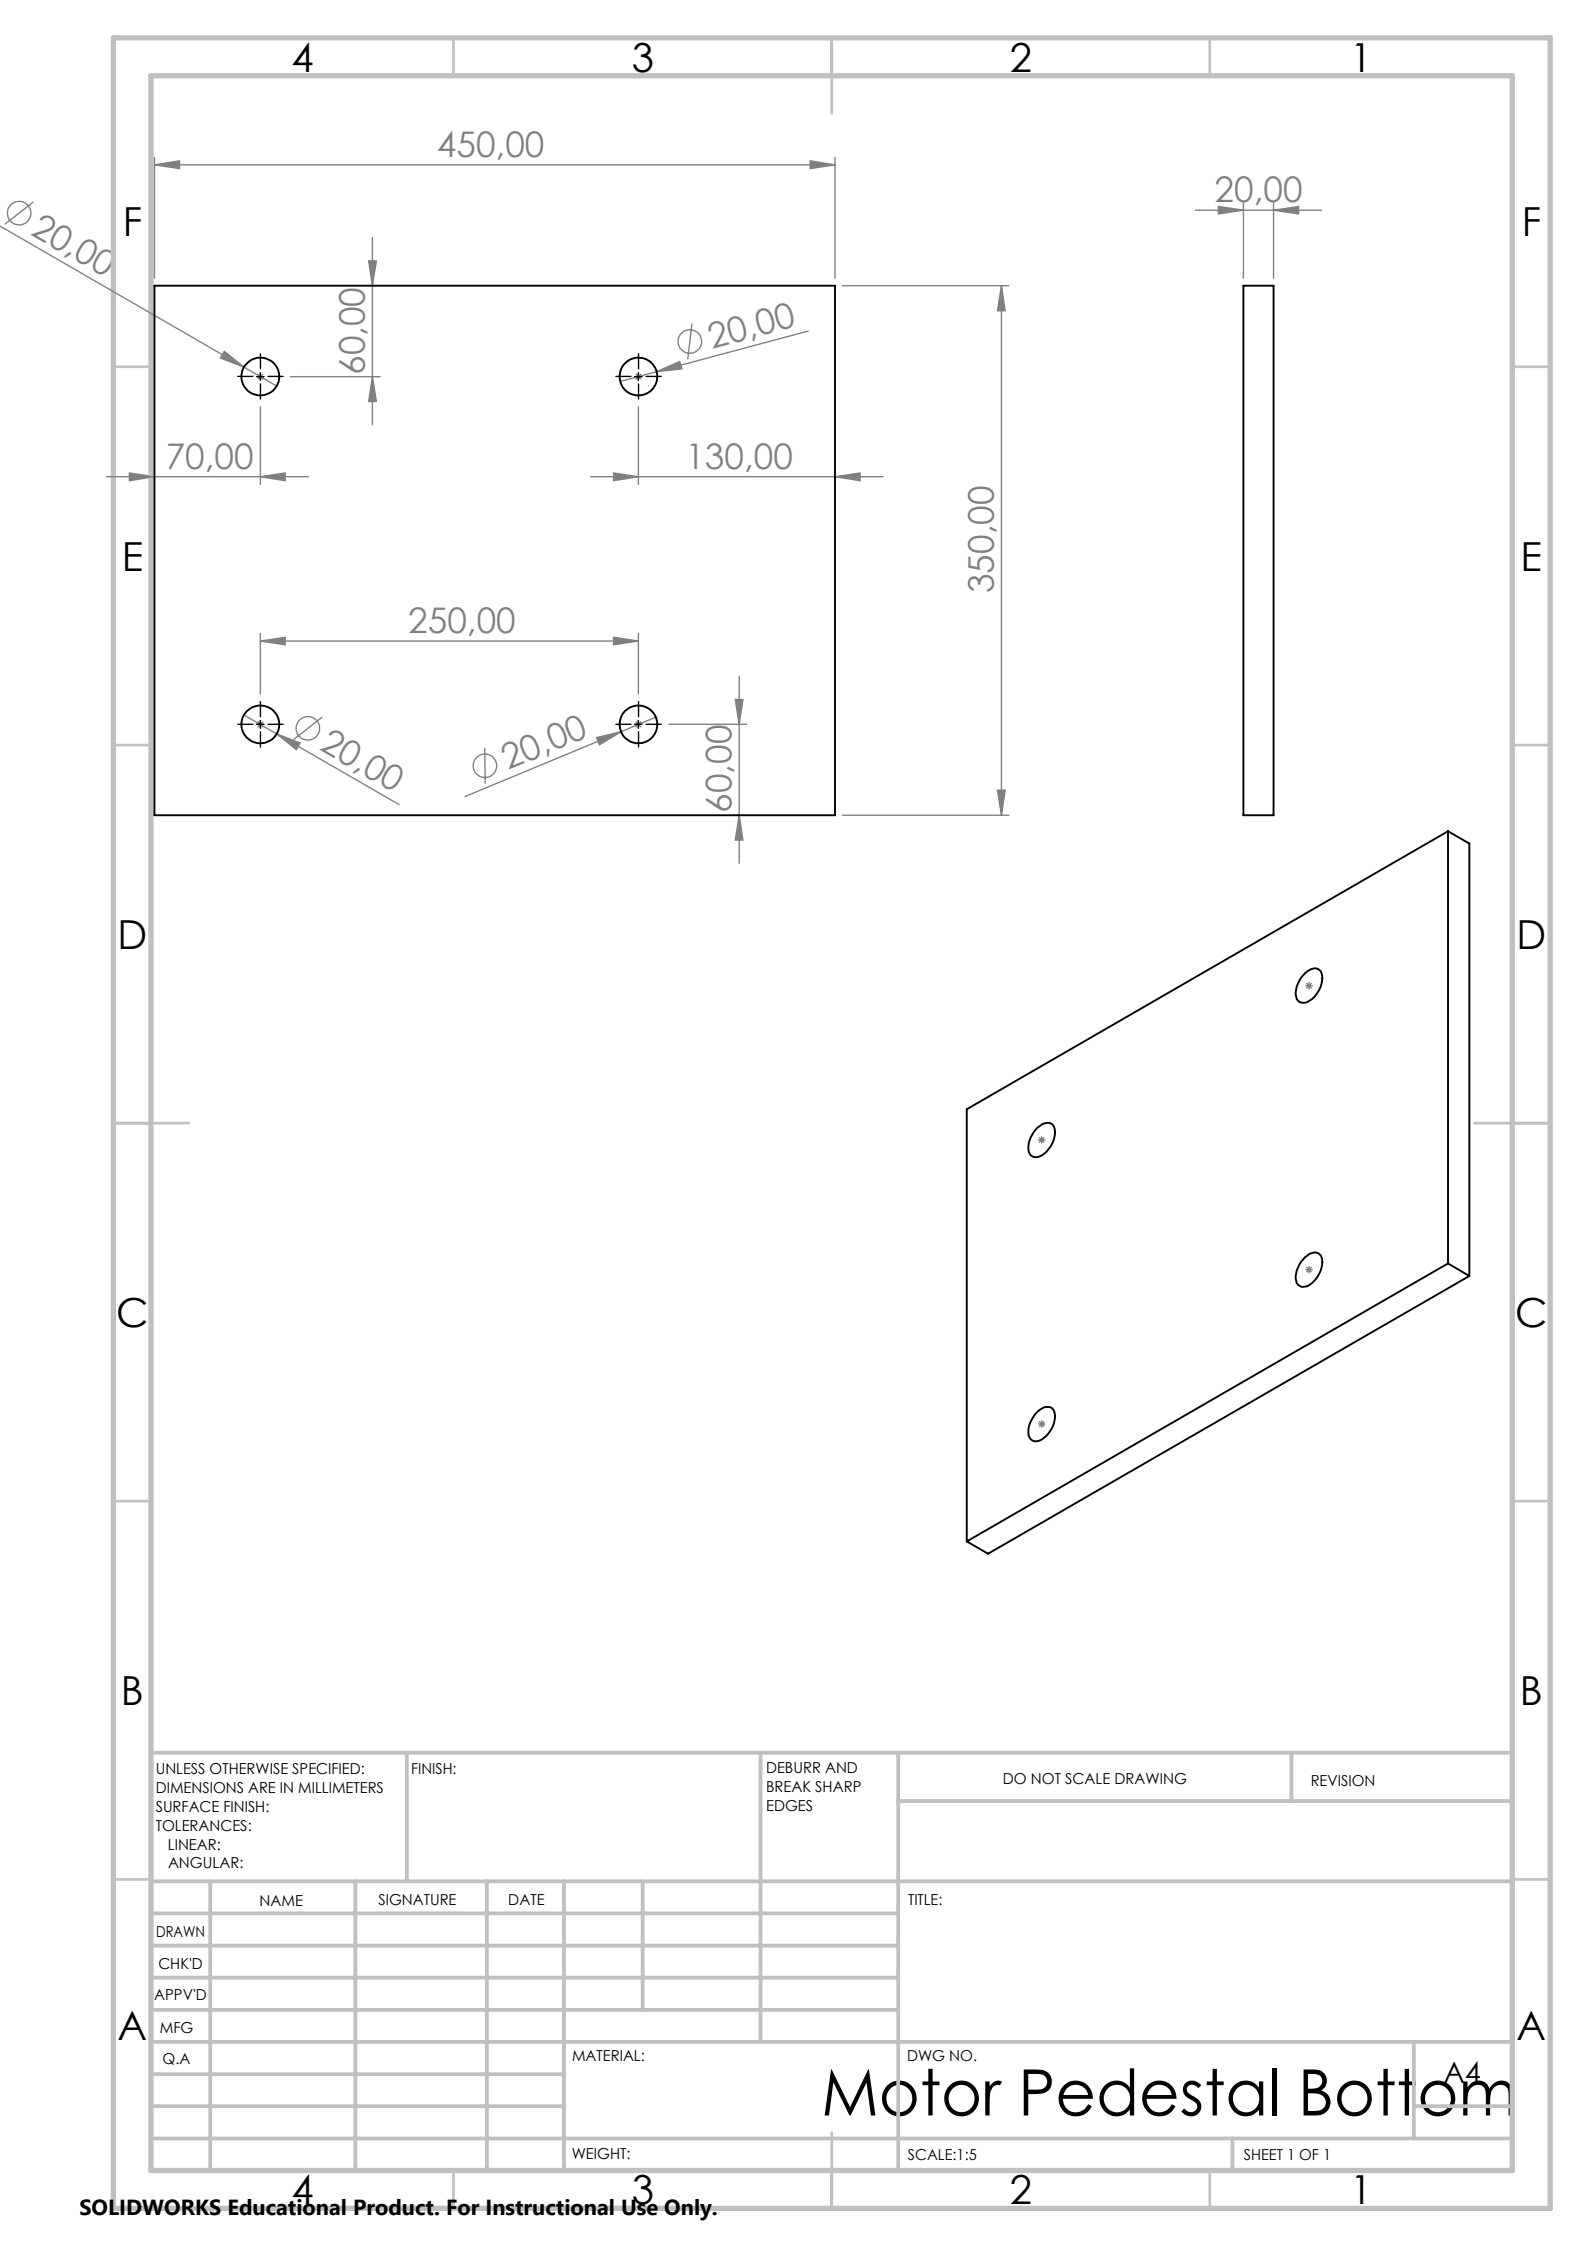 4 3 2 1
450,00
20,00
F F
⌀20,00
60,00
⌀20,00
70,00 130,00
350,00
E E
250,00
⌀20,00 ⌀20,00
60,00
D D
C C
B B
UNLESS OTHERWISE SPECIFIED:
DIMENSIONS ARE IN MILLIMETERS
SURFACE FINISH:
TOLERANCES:
LINEAR:
ANGULAR:
FINISH:
DEBURR AND
BREAK SHARP
EDGES
DO NOT SCALE DRAWING
REVISION
NAME SIGNATURE DATE
TITLE:
DRAWN
CHK'D
APPV'D
A A
MFG
Q.A
MATERIAL:
DWG NO.
Motor Pedestal Bottom
A4
WEIGHT:
SCALE:1:5
SHEET 1 OF 1
4 3 2 1
SOLIDWORKS Educational Product. For Instructional Use Only.